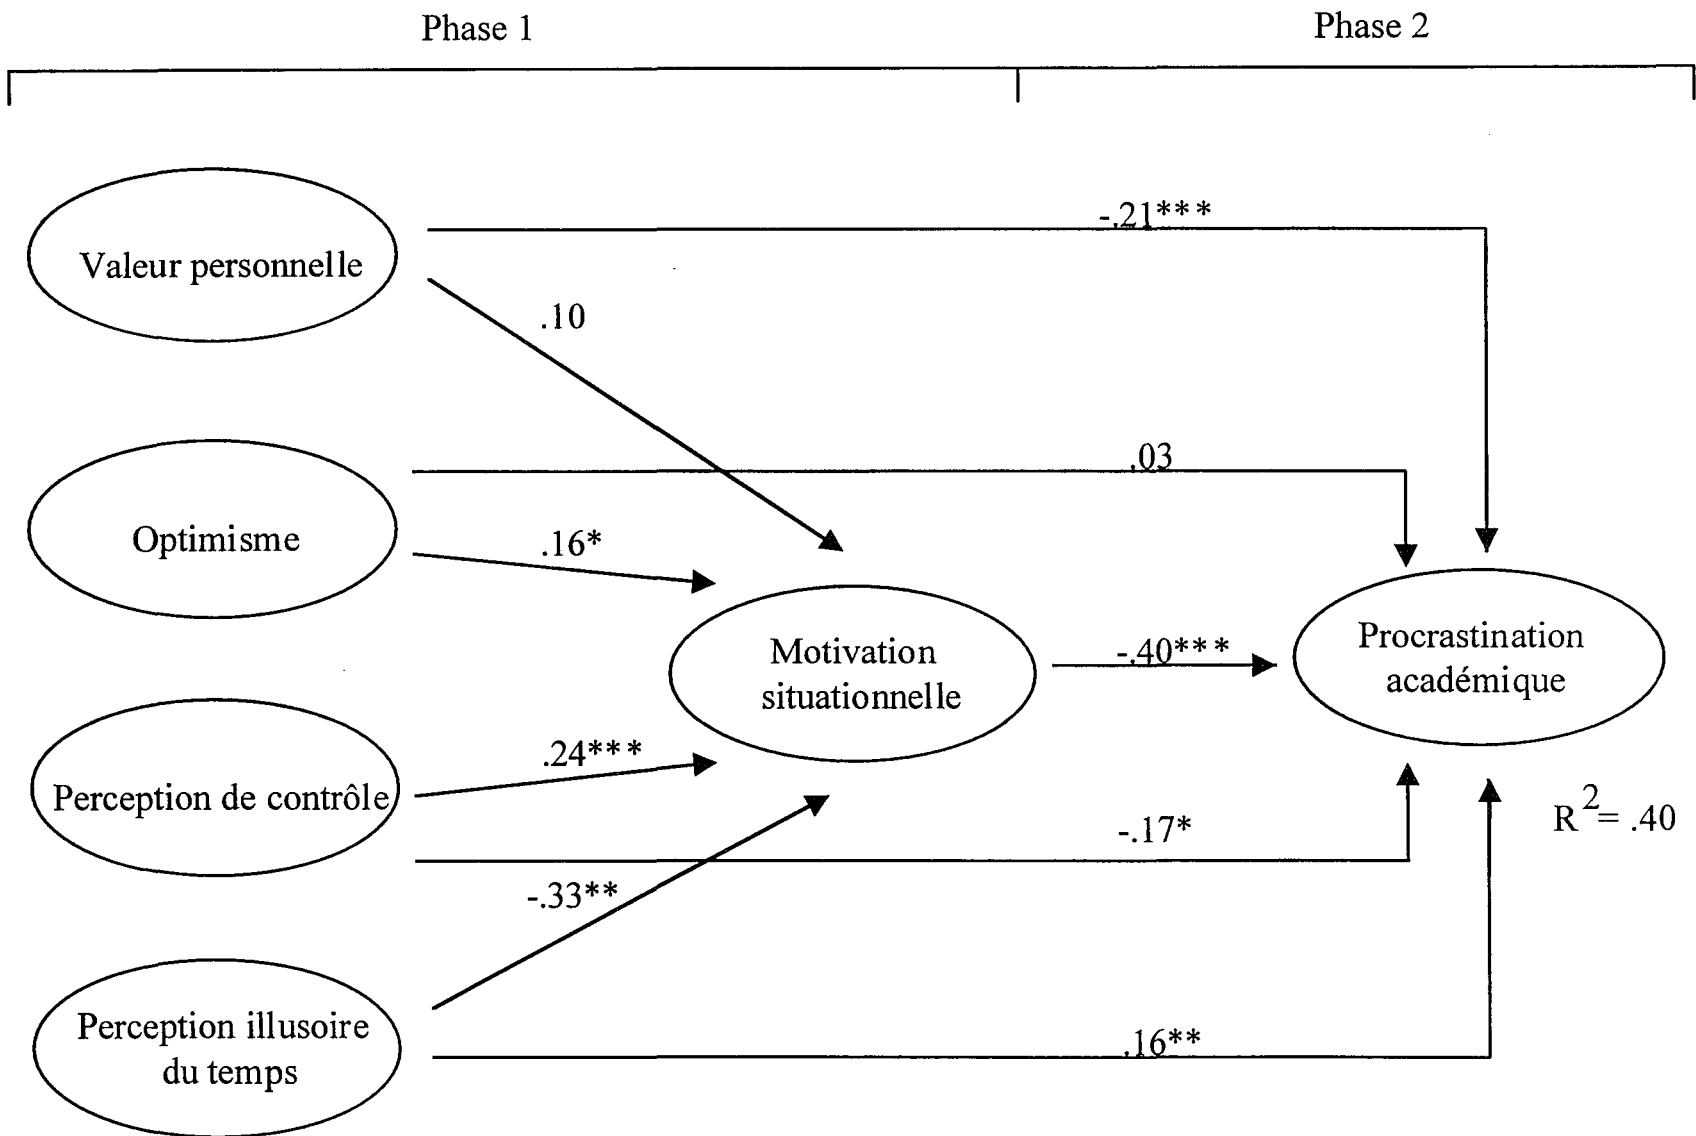 Phase 1
Phase 2
-.21***
Valeur personnelle
.10
.03
Optimisme
.16*
Motivation
situationnelle
-.40***
Procrastination
académique
.24***
Perception de contrôle
-.17*
R²= .40
-.33**
Perception illusoire
du temps
.16**